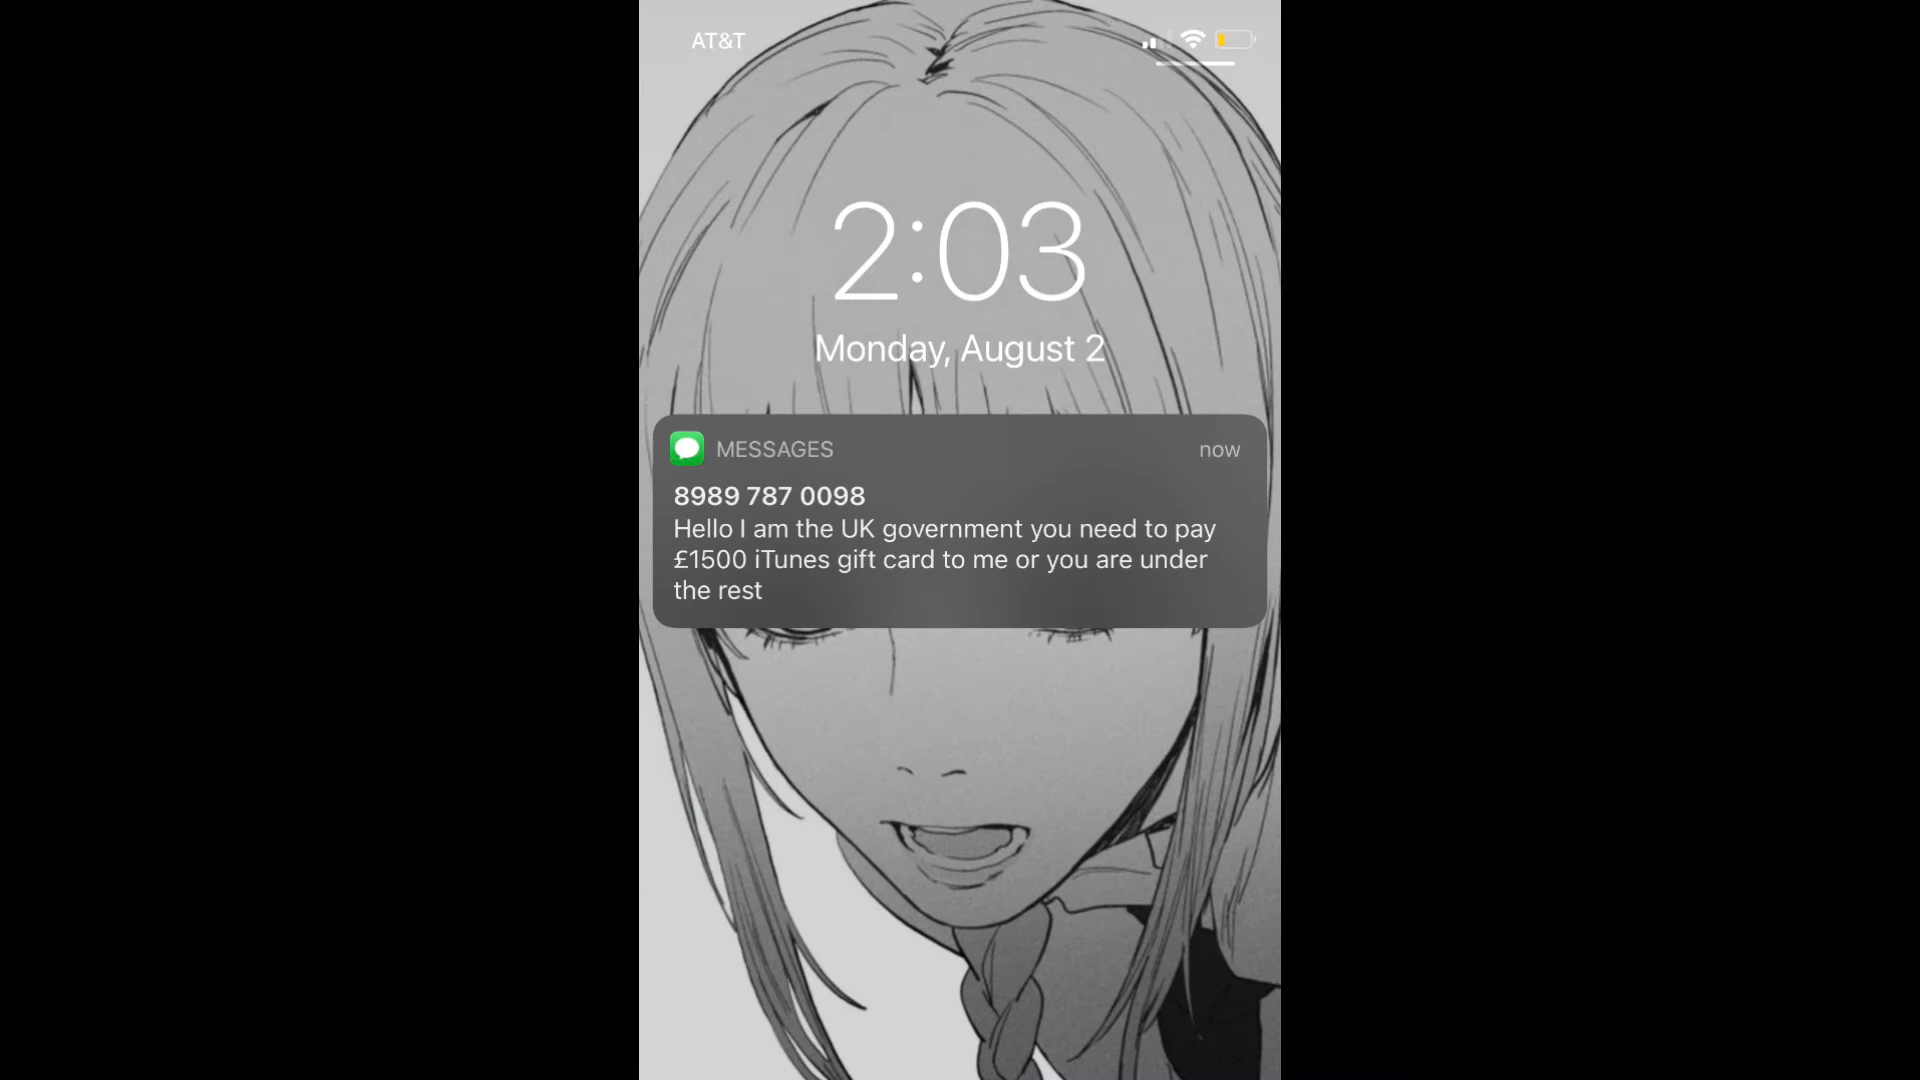 AT&T
2:03
Monday, August 2
MESSAGES
now
8989 787 0098
Hello I am the UK government you need to pay
£1500 iTunes gift card to me or you are under
the rest